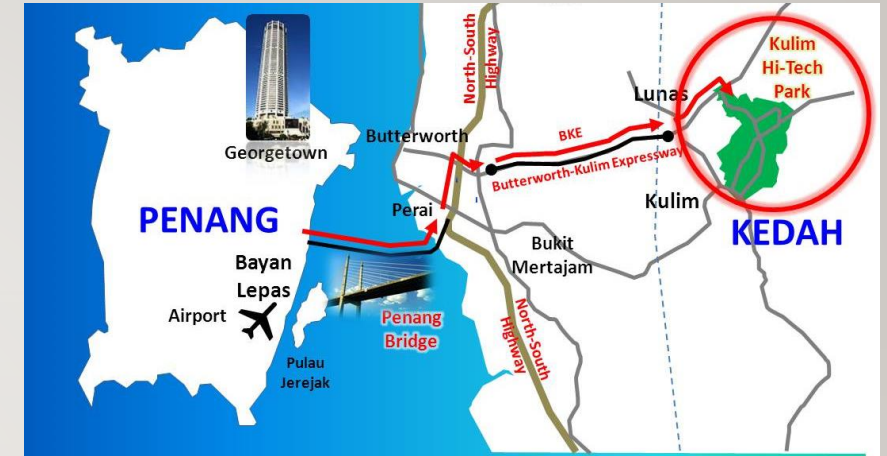 Georgetown
PENANG
Bayan
Lepas
Airport
Pulau
Jerejak
Penang
Bridge
North-South
Highway
Butterworth
Perai
BKE
Butterworth-Kulim Expressway
Bukit
Mertajam
North-South
Highway
Lunas
Kulim
Kulim
Hi-Tech
Park
KEDAH